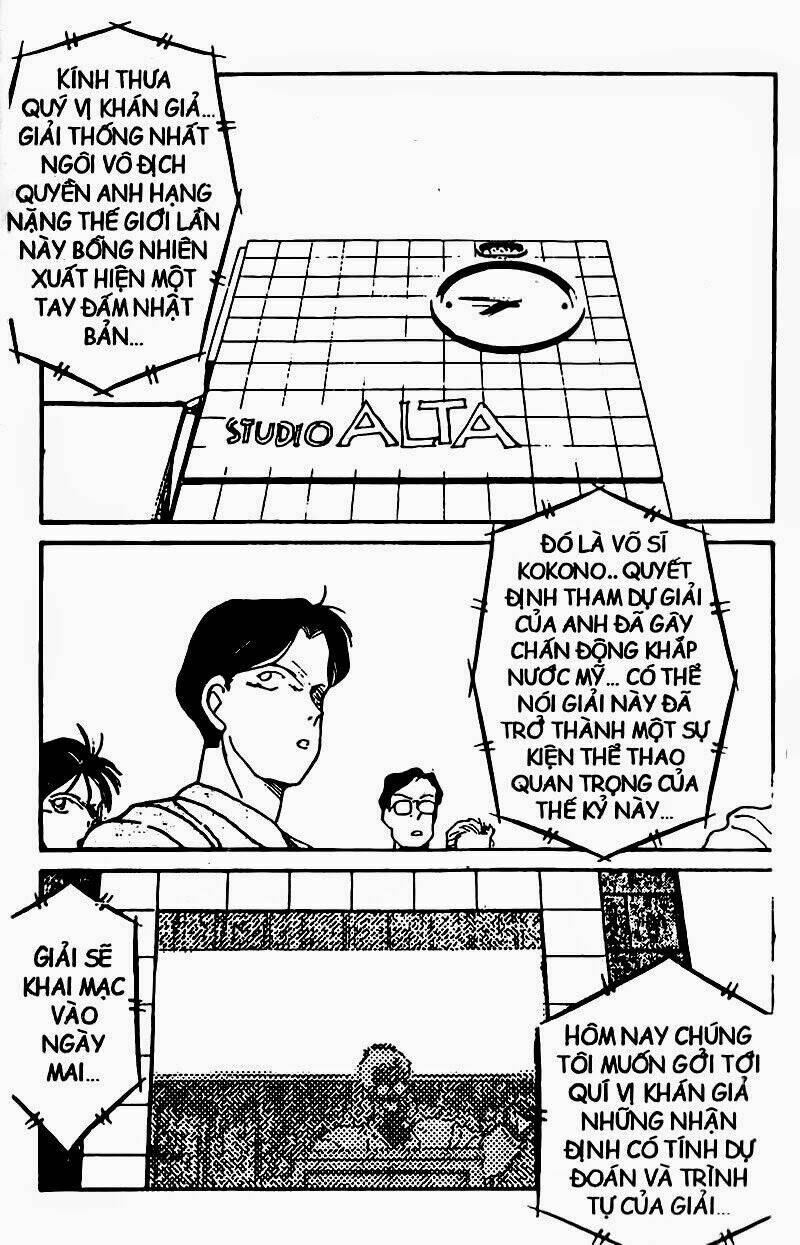 KÍNH THƯA
QUÝ VỊ KHÁN GIẢ...
GIẢI THỐNG NHẤT
NGÔI VÔ ĐỊCH
QUYỀN ANH HẠNG
NẶNG THẾ GIỚI LẦN
NÀY BỖNG NHIÊN
XUẤT HIỆN MỘT
TAY ĐẤM NHẬT
BẢN...
STUDIO ALTA
ĐÓ LÀ VÕ SĨ
KOKONO.. QUYẾT
ĐỊNH THAM DỰ GIẢI
CỦA ANH ĐÃ GÂY
CHẤN ĐỘNG KHẮP
NƯỚC MỸ... CÓ THỂ
NÓI GIẢI NÀY ĐÃ
TRỞ THÀNH MỘT SỰ
KIỆN THỂ THAO
QUAN TRỌNG CỦA
THẾ KỶ NÀY...
GIẢI SẼ
KHAI MẠC
VÀO
NGÀY
MAI...
HÔM NAY CHÚNG
TÔI MUỐN GỞI TỚI
QUÍ VỊ KHÁN GIẢ
NHỮNG NHẬN
ĐỊNH CÓ TÍNH DỰ
ĐOÁN VÀ TRÌNH
TỰ CỦA GIẢI...